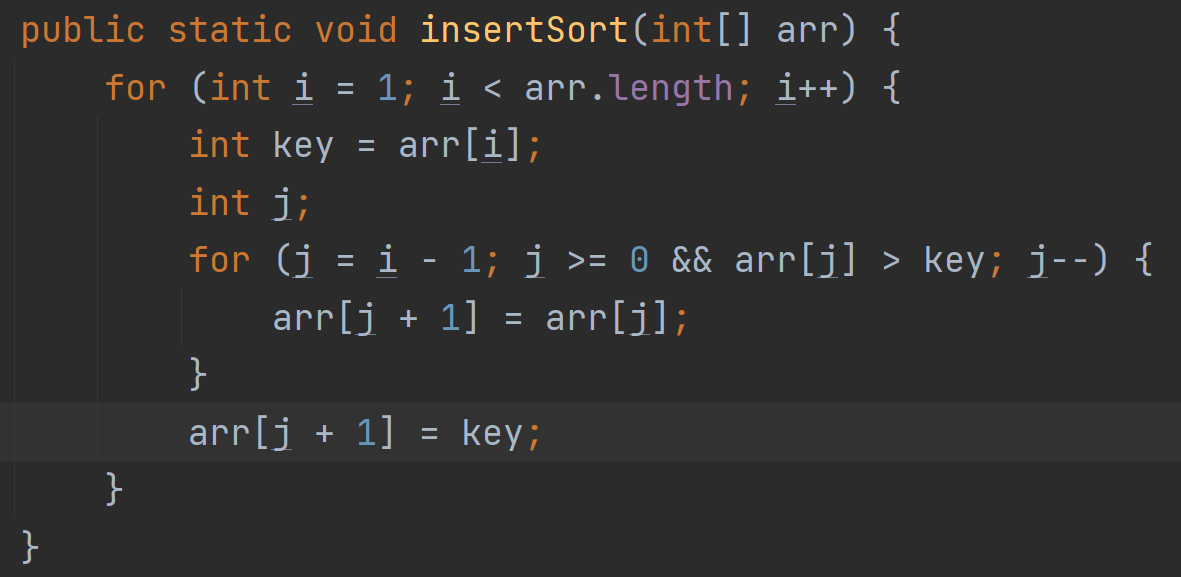 public static void insertSort(int[] arr) {
    for (int i = 1; i < arr.length; i++) {
        int key = arr[i];
        int j;
        for (j = i - 1; j >= 0 && arr[j] > key; j--) {
            arr[j + 1] = arr[j];
        }
        arr[j + 1] = key;
    }
}